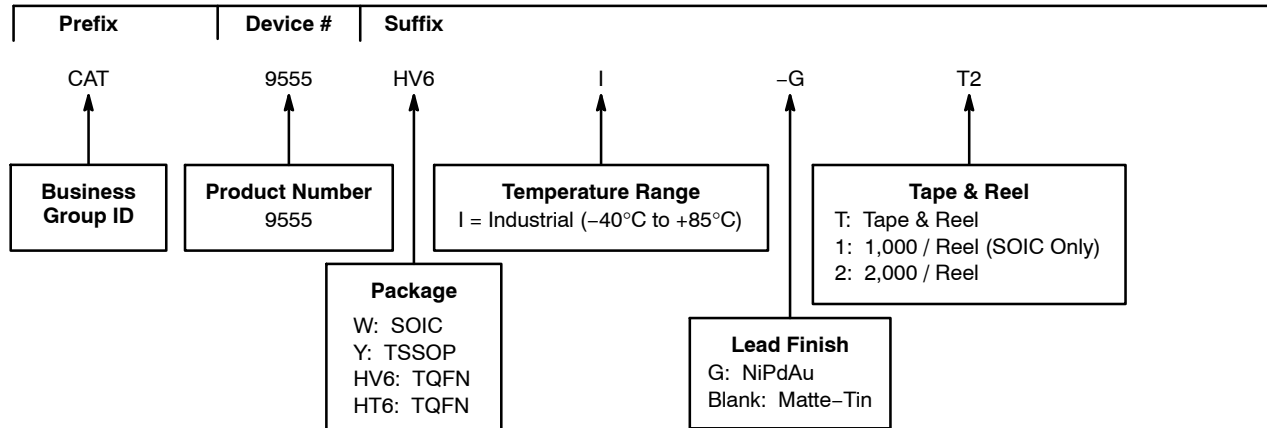 Prefix Device # Suffix
CAT 9555 HV6 I −G T2
Business
Group ID
Product Number
9555
Temperature Range
I = Industrial (−40°C to +85°C)
Tape & Reel
T: Tape & Reel
1: 1,000 / Reel (SOIC Only)
2: 2,000 / Reel
Package
W: SOIC
Y: TSSOP
HV6: TQFN
HT6: TQFN
Lead Finish
G: NiPdAu
Blank: Matte−Tin